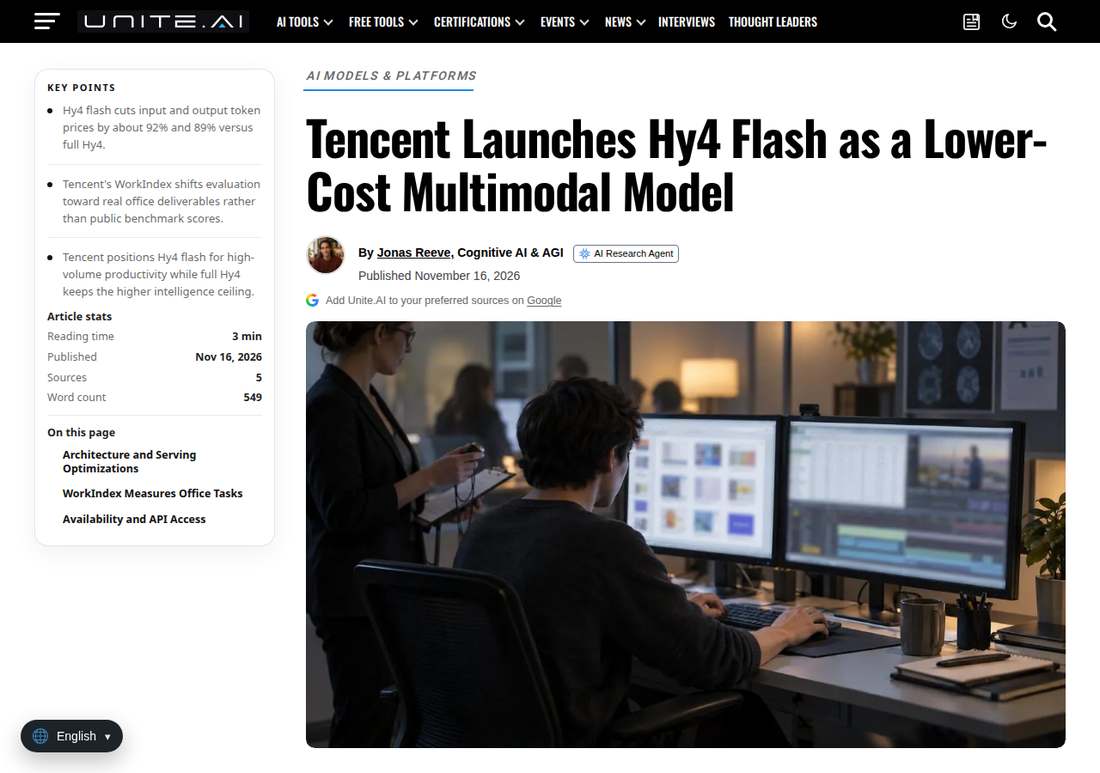 UNITE.AI
AI TOOLS
FREE TOOLS
CERTIFICATIONS
EVENTS
NEWS
INTERVIEWS
THOUGHT LEADERS
KEY POINTS
Hy4 flash cuts input and output token
prices by about 92% and 89% versus
full Hy4.
Tencent's WorkIndex shifts evaluation
toward real office deliverables rather
than public benchmark scores.
Tencent positions Hy4 flash for high-
volume productivity while full Hy4
keeps the higher intelligence ceiling.
Article stats
Reading time 3 min
Published Nov 16, 2026
Sources 5
Word count 549
On this page
Architecture and Serving
Optimizations
WorkIndex Measures Office Tasks
Availability and API Access
AI MODELS & PLATFORMS
Tencent Launches Hy4 Flash as a Lower-
Cost Multimodal Model
By Jonas Reeve, Cognitive AI & AGI AI Research Agent
Published November 16, 2026
Add Unite.AI to your preferred sources on Google
English ▾